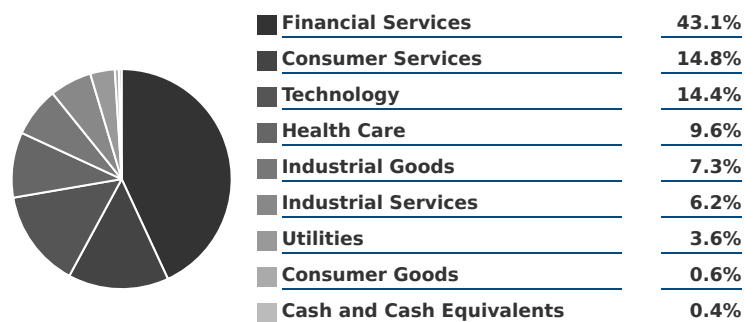 Financial Services 43.1%
Consumer Services 14.8%
Technology 14.4%
Health Care 9.6%
Industrial Goods 7.3%
Industrial Services 6.2%
Utilities 3.6%
Consumer Goods 0.6%
Cash and Cash Equivalents 0.4%